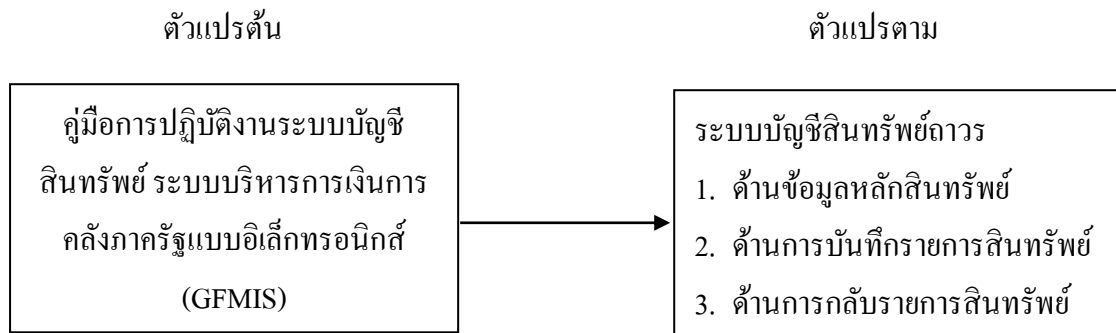 ตัวแปรต้น
ตัวแปรตาม
คู่มือการปฏิบัติงานระบบบัญชี
สินทรัพย์ ระบบบริหารการเงินการ
คลังภาครัฐแบบอิเล็กทรอนิกส์
(GFMIS)
ระบบบัญชีสินทรัพย์ถาวร
1. ด้านข้อมูลหลักสินทรัพย์
2. ด้านการบันทึกรายการสินทรัพย์
3. ด้านการกลับรายการสินทรัพย์